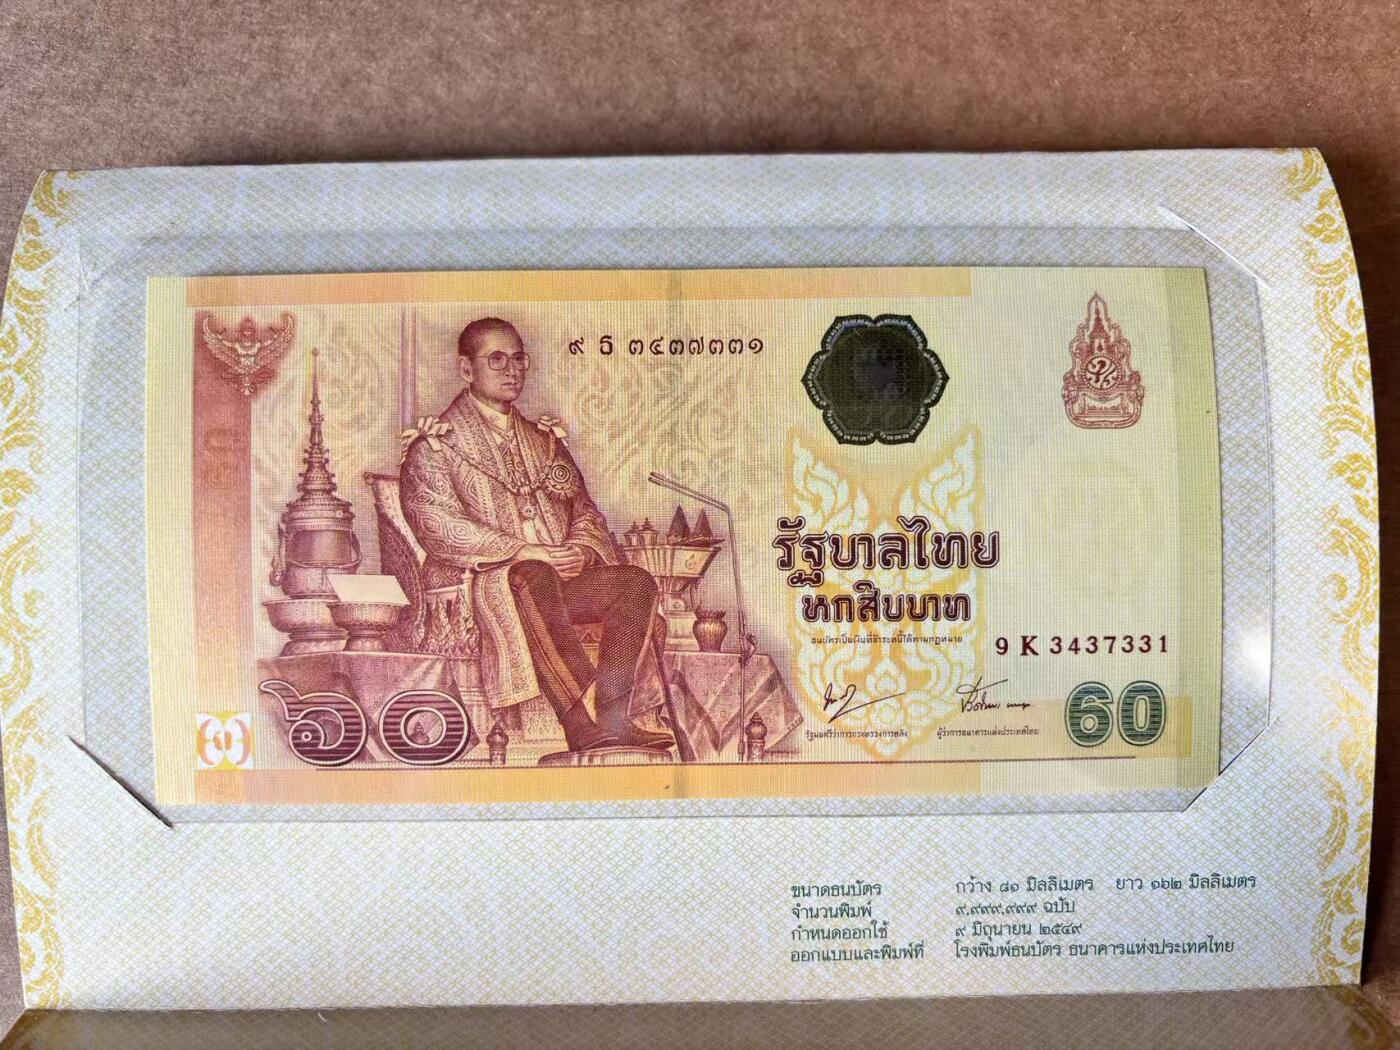 ๙ ธ ๓๔๓๗๓๓๑
รัฐบาลไทย
หกสิบบาท
ธนบัตรเป็นเงินที่ชำระหนี้ได้ตามกฎหมาย
9 K 3437331
รัฐมนตรีว่าการกระทรวงการคลัง ผู้ว่าการธนาคารแห่งประเทศไทย
๖๐
60
ขนาดธนบัตร กว้าง ๘๑ มิลลิเมตร ยาว ๑๖๒ มิลลิเมตร
จำนวนพิมพ์ ๙,๙๙๙,๙๙๙ ฉบับ
กำหนดออกใช้ ๙ มิถุนายน ๒๕๔๙
ออกแบบและพิมพ์ที่ โรงพิมพ์ธนบัตร ธนาคารแห่งประเทศไทย